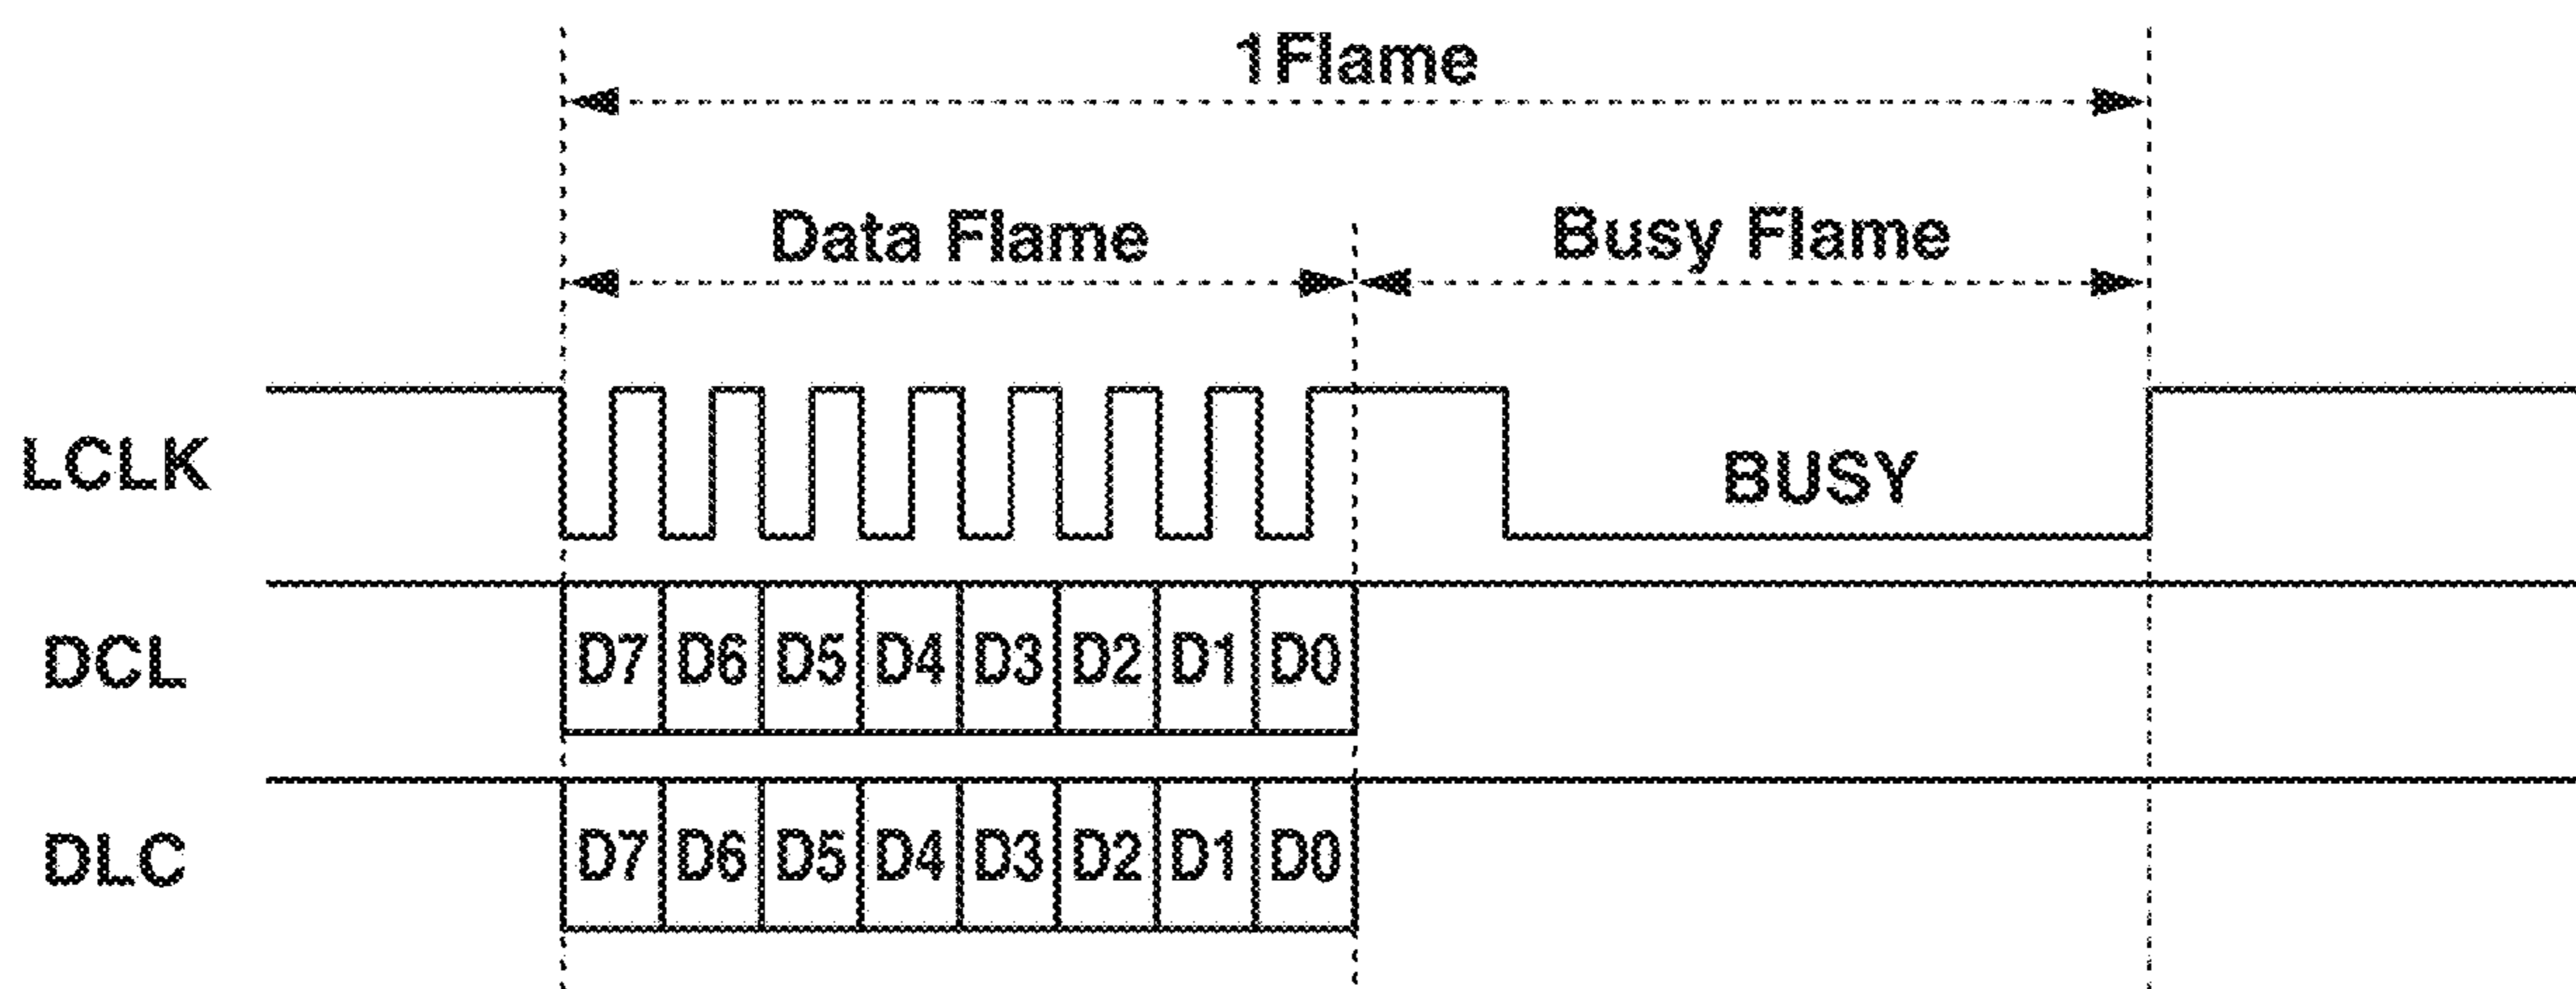 1Flame
Data Flame Busy Flame
LCLK BUSY
DCL D7 D6 D5 D4 D3 D2 D1 D0
DLC D7 D6 D5 D4 D3 D2 D1 D0